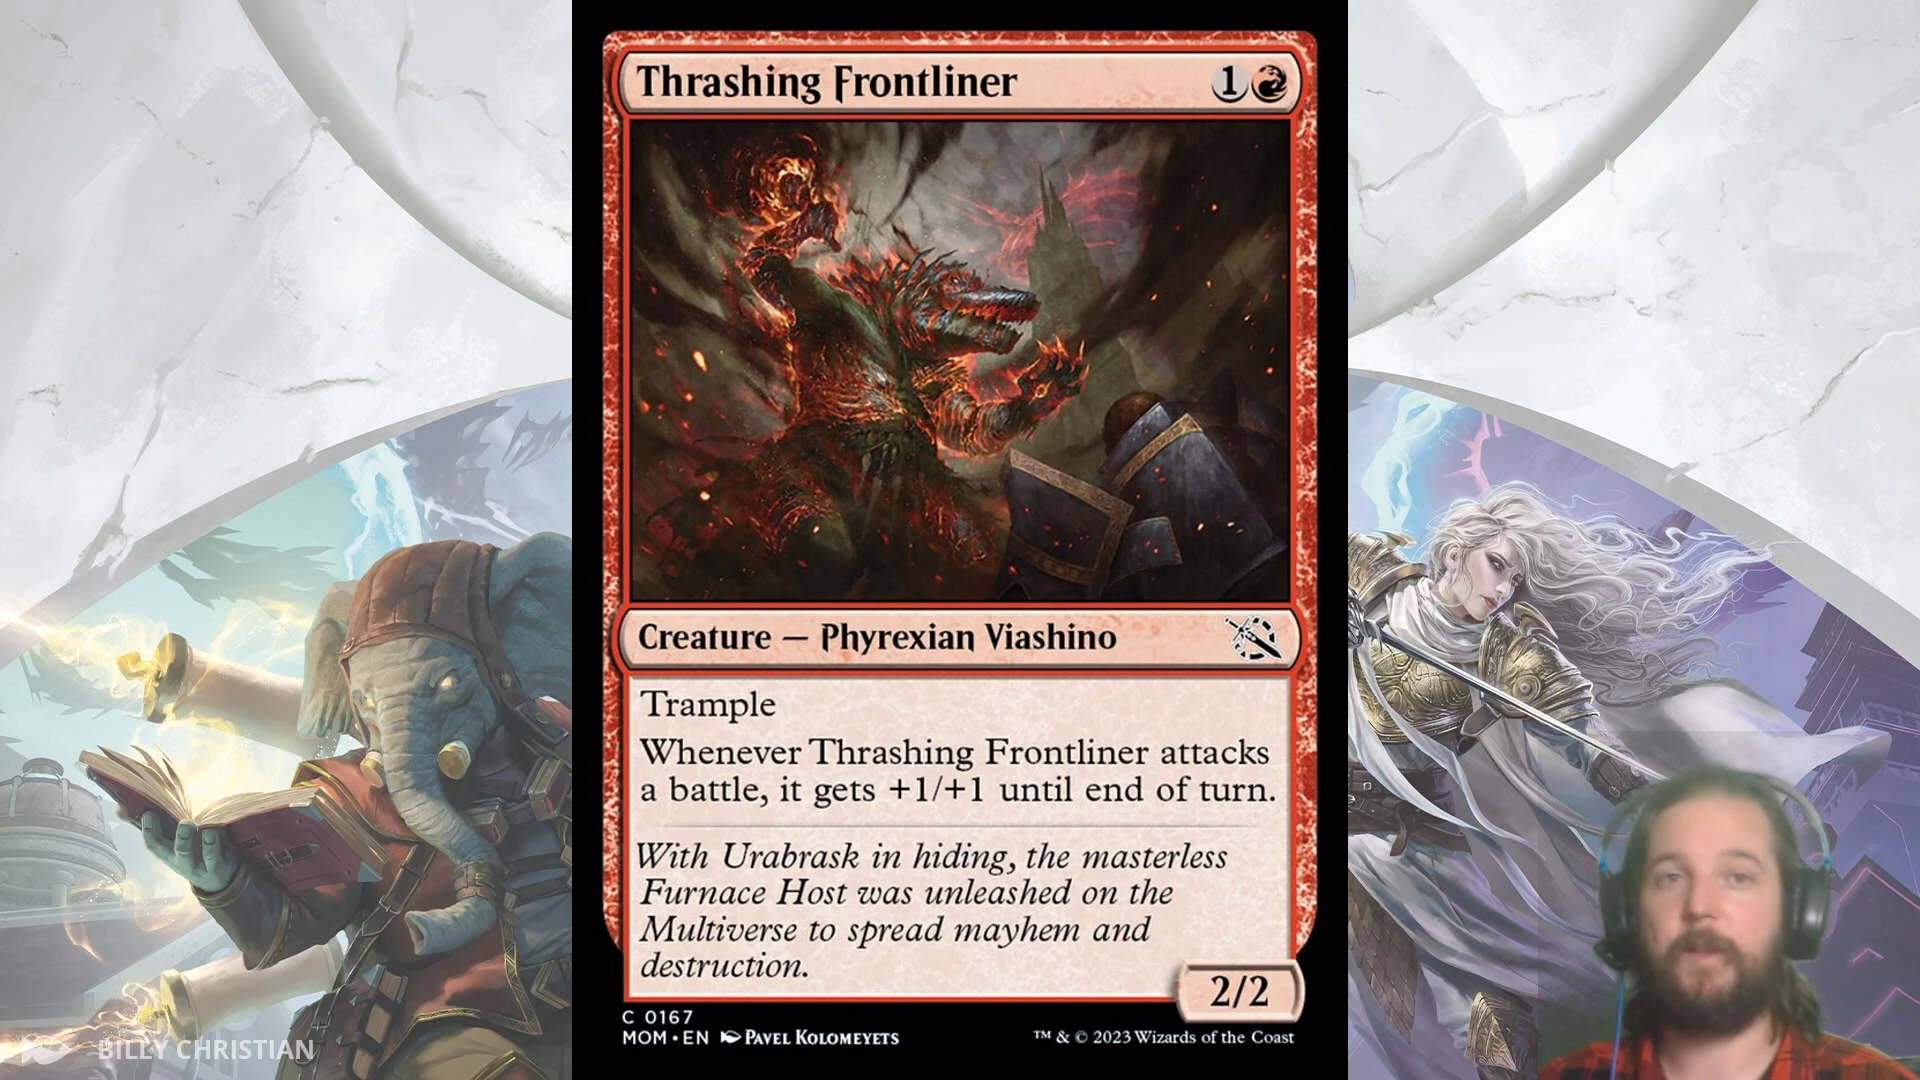 Thrashing Frontliner 1
Creature — Phyrexian Viashino
Trample
Whenever Thrashing Frontliner attacks
a battle, it gets +1/+1 until end of turn.
With Urabrask in hiding, the masterless
Furnace Host was unleashed on the
Multiverse to spread mayhem and
destruction.
2/2
C 0167
MOM • EN PAVEL KOLOMEYETS
™ & © 2023 Wizards of the Coast
BILLY CHRISTIAN